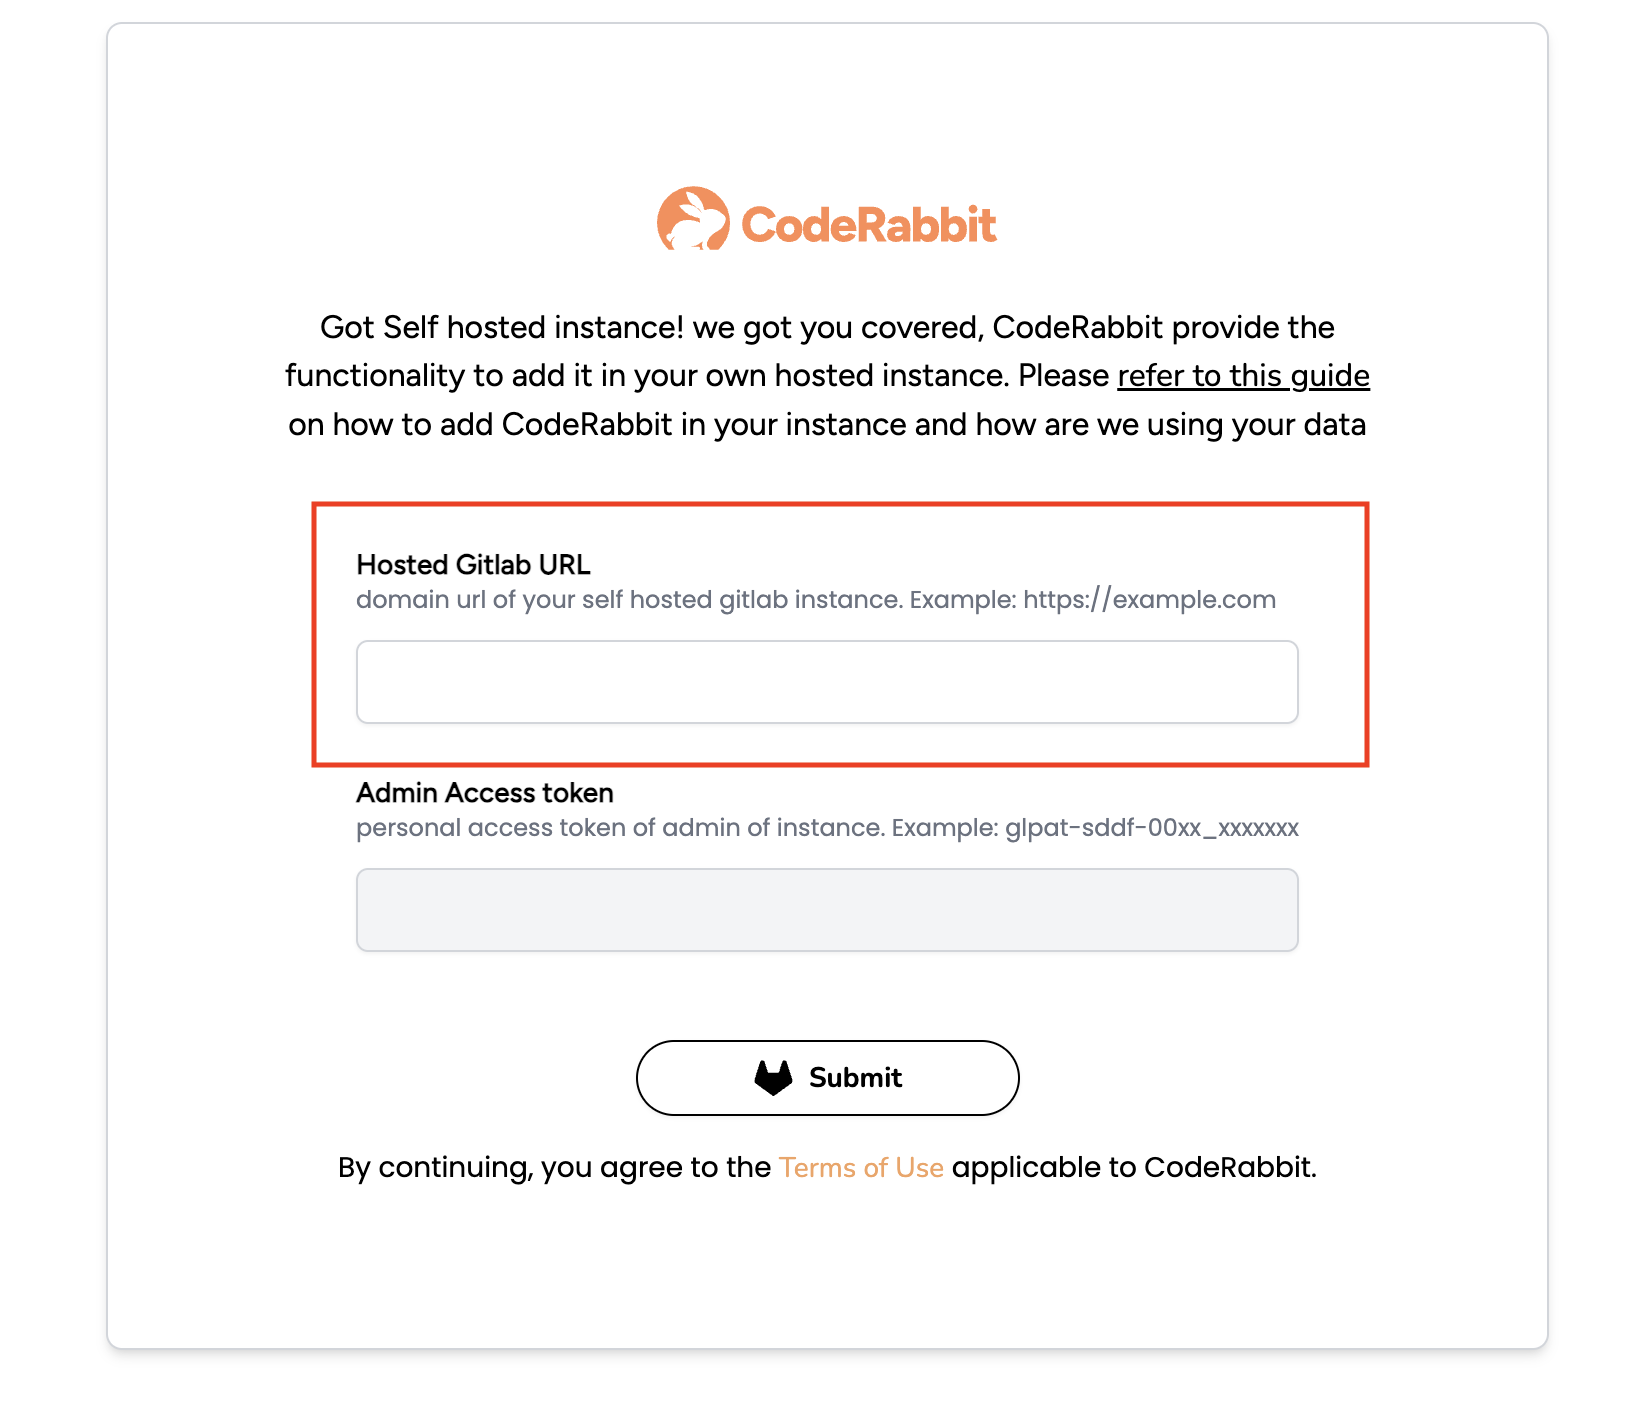 CodeRabbit
Got Self hosted instance! we got you covered, CodeRabbit provide the
functionality to add it in your own hosted instance. Please refer to this guide
on how to add CodeRabbit in your instance and how are we using your data
Hosted Gitlab URL
domain url of your self hosted gitlab instance. Example: https://example.com
Admin Access token
personal access token of admin of instance. Example: glpat-sddf-00xx_xxxxxxx
Submit
By continuing, you agree to the Terms of Use applicable to CodeRabbit.